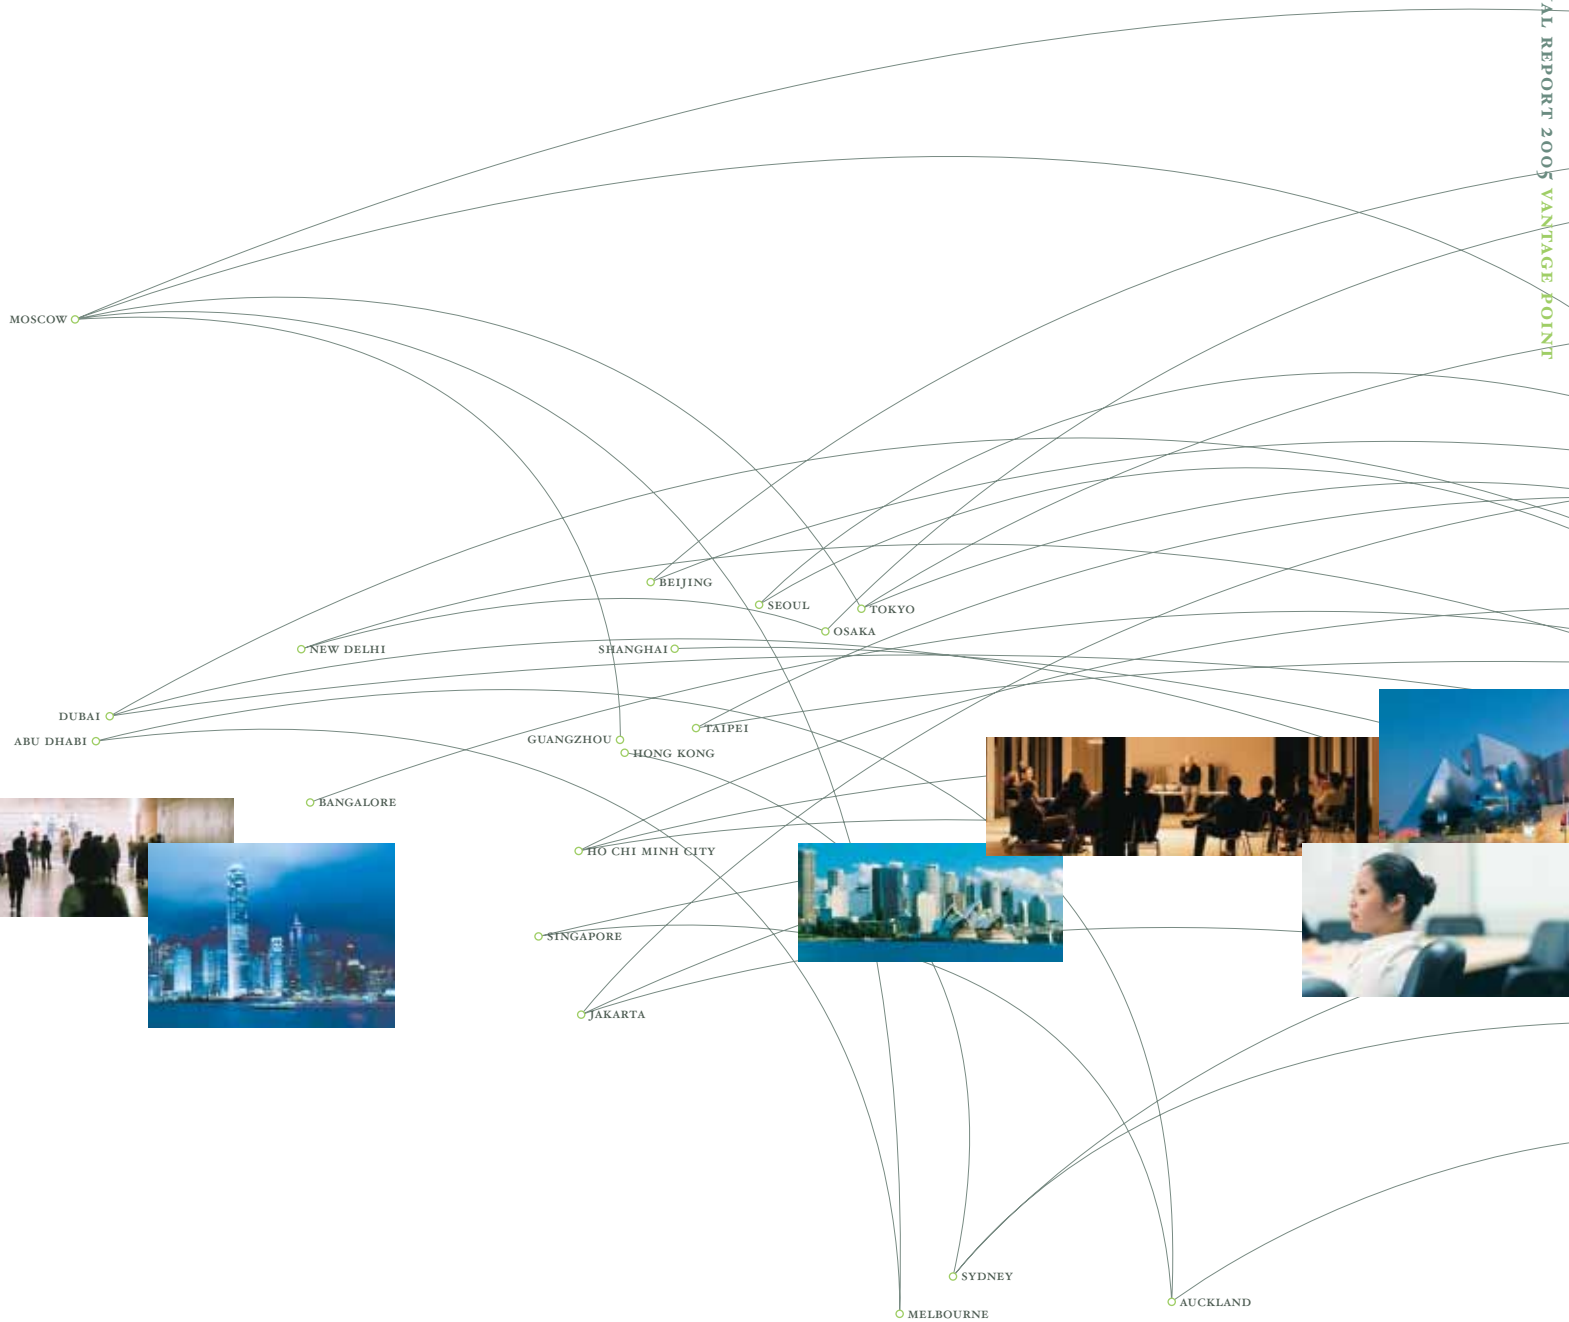 REPORT 2005 VANTAGE POINT
MOSCOW
BEIJING
SEOUL
TOKYO
OSAKA
NEW DELHI
SHANGHAI
DUBAI
TAIPEI
ABU DHABI
GUANGZHOU
HONG KONG
BANGALORE
HO CHI MINH CITY
SINGAPORE
JAKARTA
SYDNEY
AUCKLAND
MELBOURNE